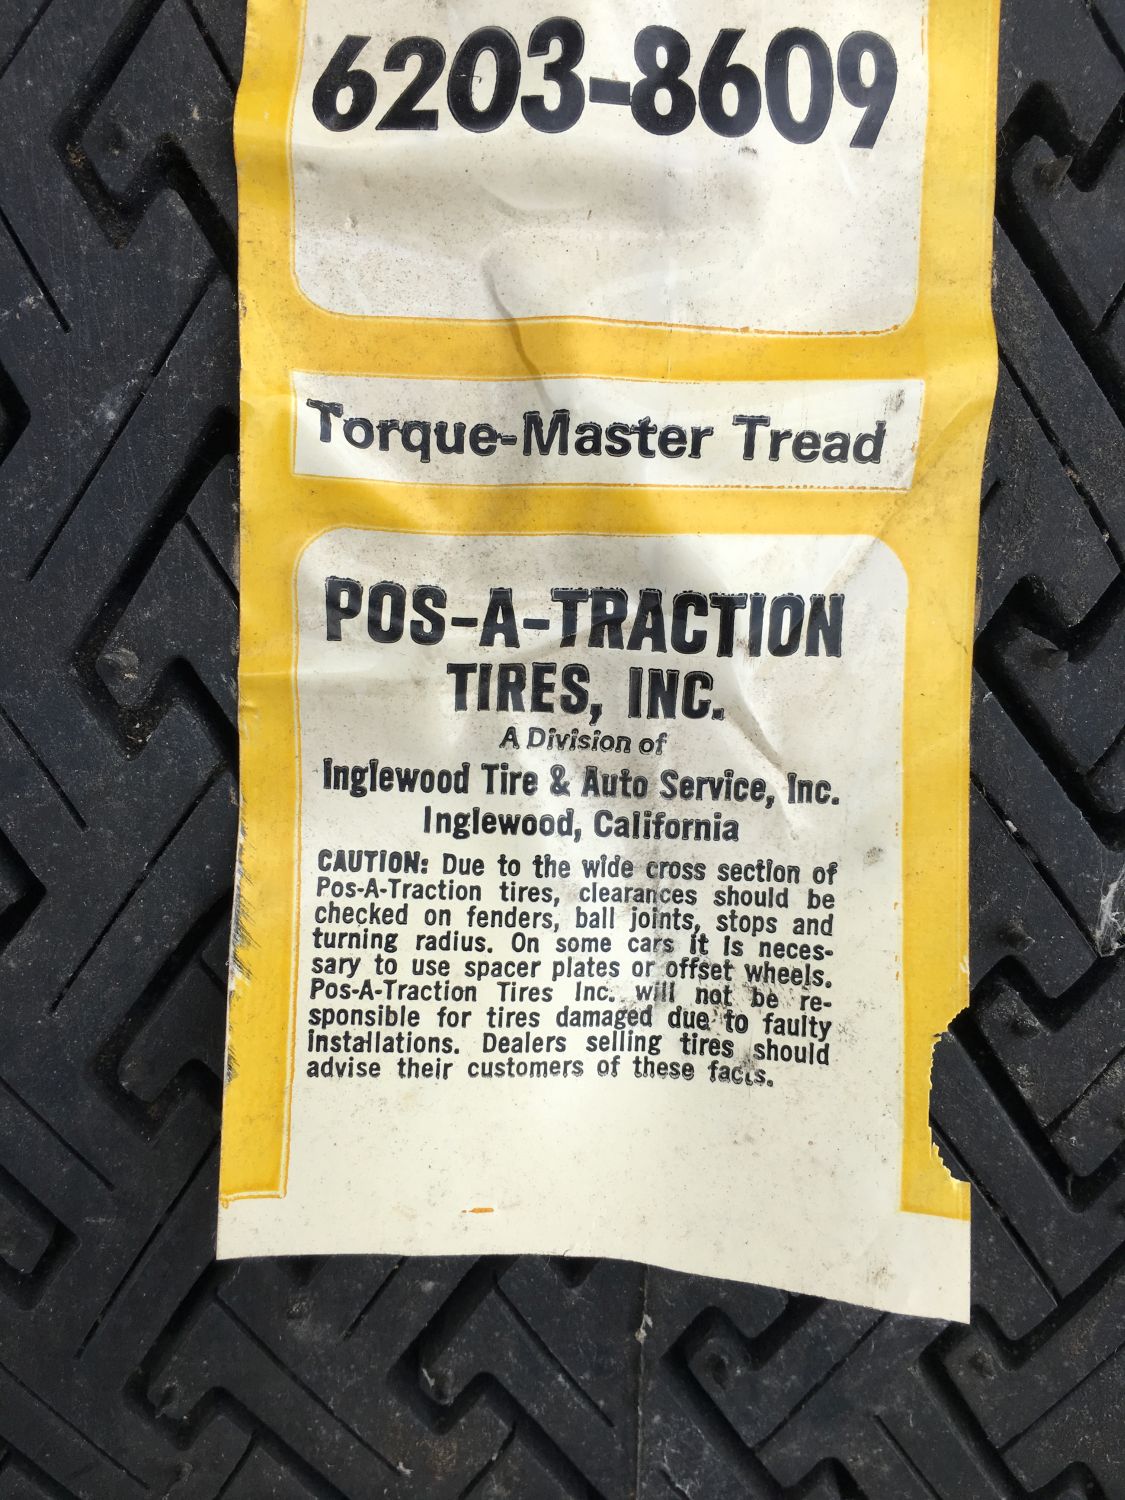 6203-8609
Torque-Master Tread
POS-A-TRACTION
TIRES, INC.
A Division of
Inglewood Tire & Auto Service, Inc.
Inglewood, California
CAUTION: Due to the wide cross section of
Pos-A-Traction tires, clearances should be
checked on fenders, ball joints, stops and
turning radius. On some cars it is neces-
sary to use spacer plates or offset wheels.
Pos-A-Traction Tires Inc. will not be re-
sponsible for tires damaged due to faulty
installations. Dealers selling tires should
advise their customers of these facts.